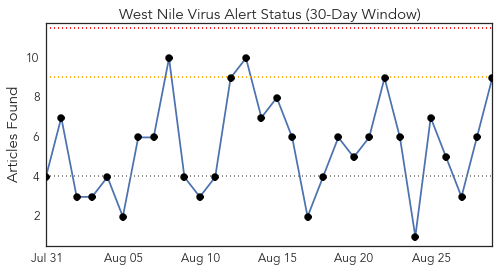 West Nile Virus Alert Status (30-Day Window)
Articles Found
10
8
6
4
2
Jul 31 Aug 05 Aug 10 Aug 15 Aug 20 Aug 25